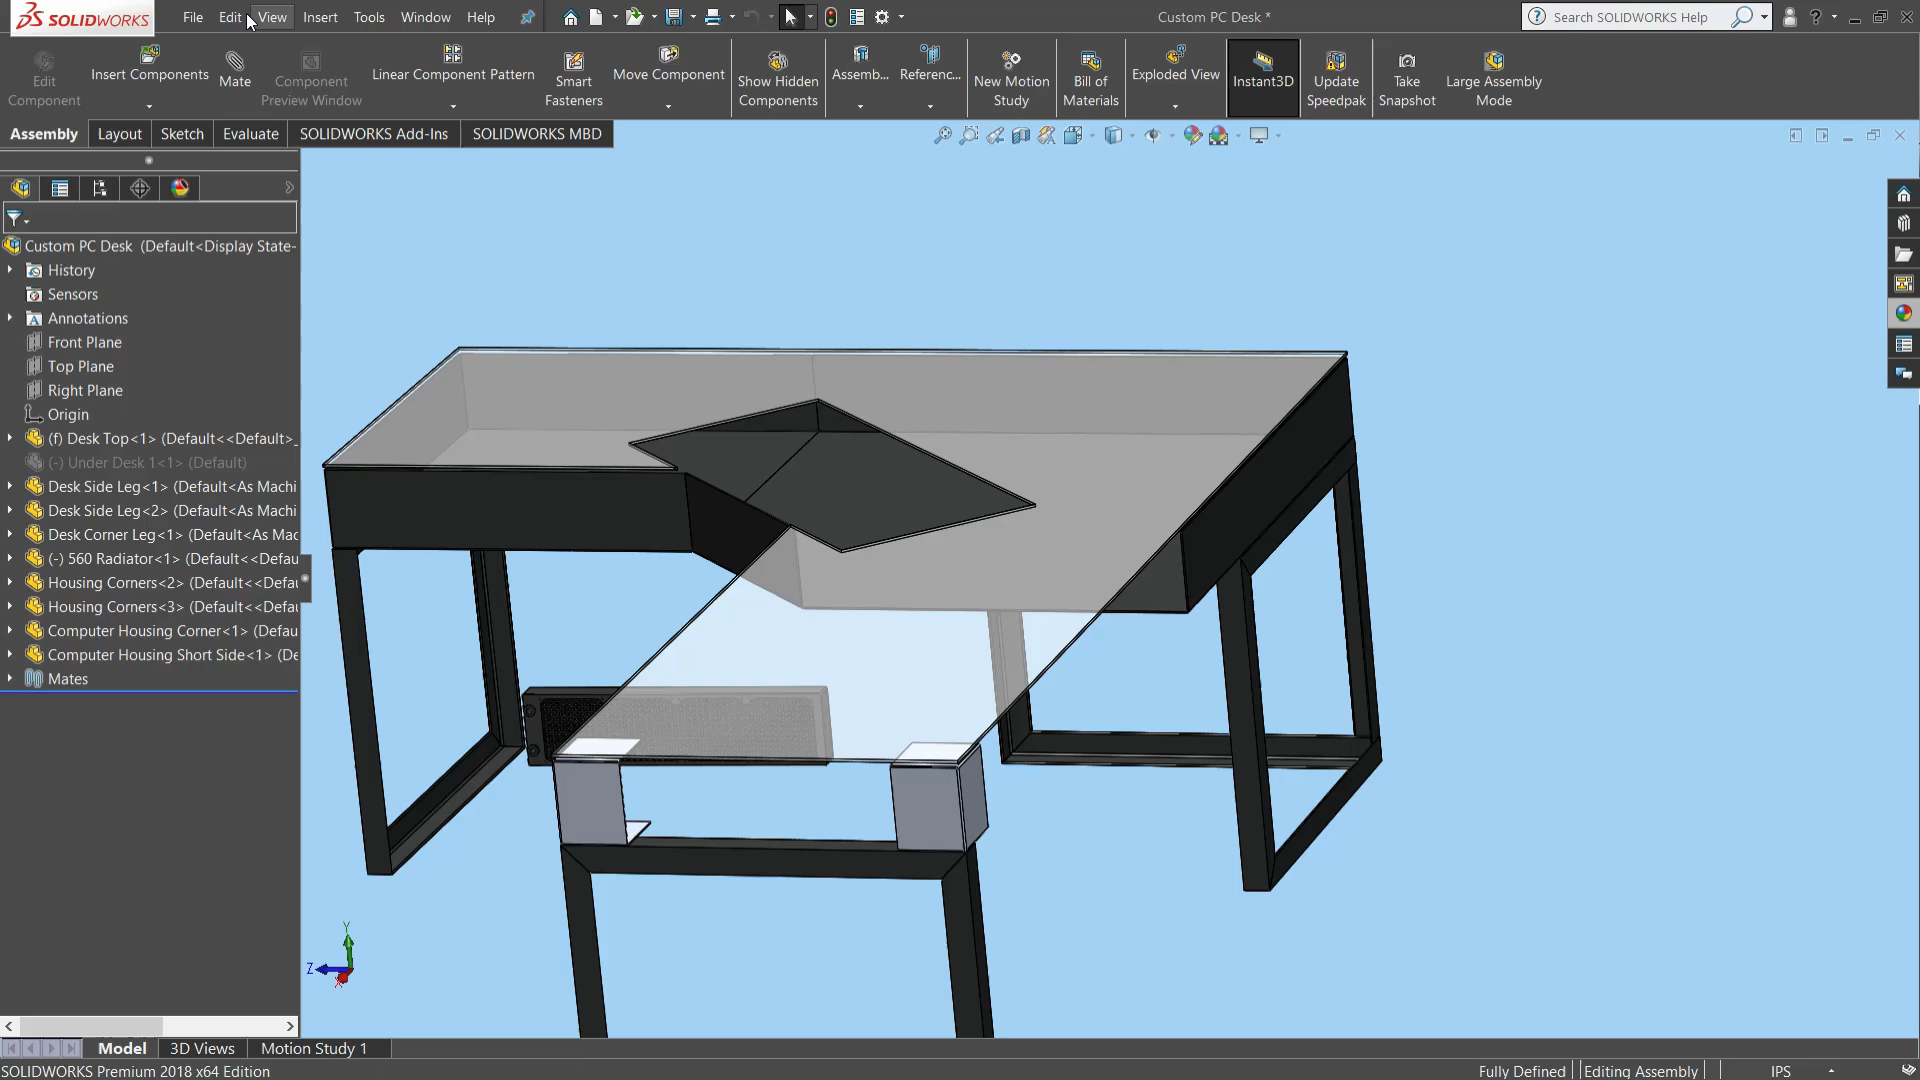 SOLIDWORKS File Edit View Insert Tools Window Help Custom PC Desk * Search SOLIDWORKS Help
Edit Component
Insert Components
Mate
Component Preview Window
Linear Component Pattern
Smart Fasteners
Move Component
Show Hidden Components
Assemb...
Referenc...
New Motion Study
Bill of Materials
Exploded View
Instant3D
Update Speedpak
Take Snapshot
Large Assembly Mode
Assembly Layout Sketch Evaluate SOLIDWORKS Add-Ins SOLIDWORKS MBD
Custom PC Desk (Default<Display State-
History
Sensors
Annotations
Front Plane
Top Plane
Right Plane
Origin
(f) Desk Top<1> (Default<<Default>_
(-) Under Desk 1<1> (Default)
Desk Side Leg<1> (Default<As Machi
Desk Side Leg<2> (Default<As Machi
Desk Corner Leg<1> (Default<As Mac
(-) 560 Radiator<1> (Default<<Defau
Housing Corners<2> (Default<<Defau
Housing Corners<3> (Default<<Defau
Computer Housing Corner<1> (Defau
Computer Housing Short Side<1> (De
Mates
Y
Z
X
Model 3D Views Motion Study 1
SOLIDWORKS Premium 2018 x64 Edition Fully Defined Editing Assembly IPS